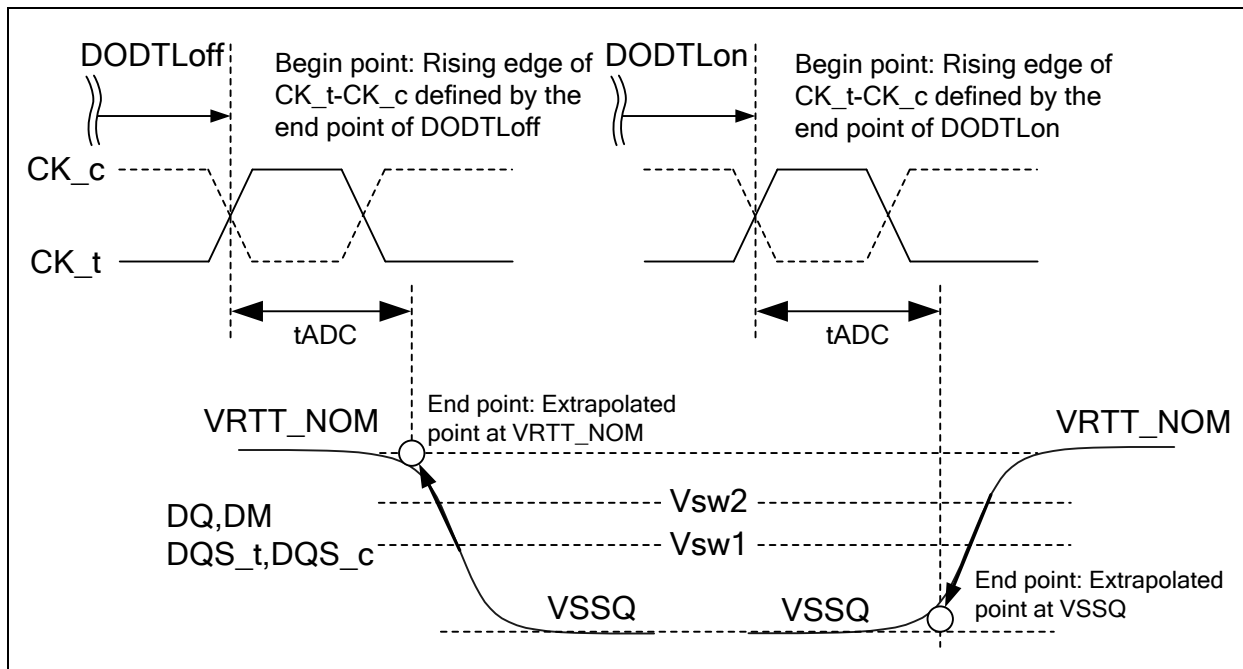 DODTLoff
Begin point: Rising edge of
CK_t-CK_c defined by the
end point of DODTLoff
DODTLon
Begin point: Rising edge of
CK_t-CK_c defined by the
end point of DODTLon
CK_c
CK_t
tADC
tADC
VRTT_NOM
End point: Extrapolated
point at VRTT_NOM
VRTT_NOM
Vsw2
DQ,DM
Vsw1
DQS_t,DQS_c
VSSQ
VSSQ
End point: Extrapolated
point at VSSQ